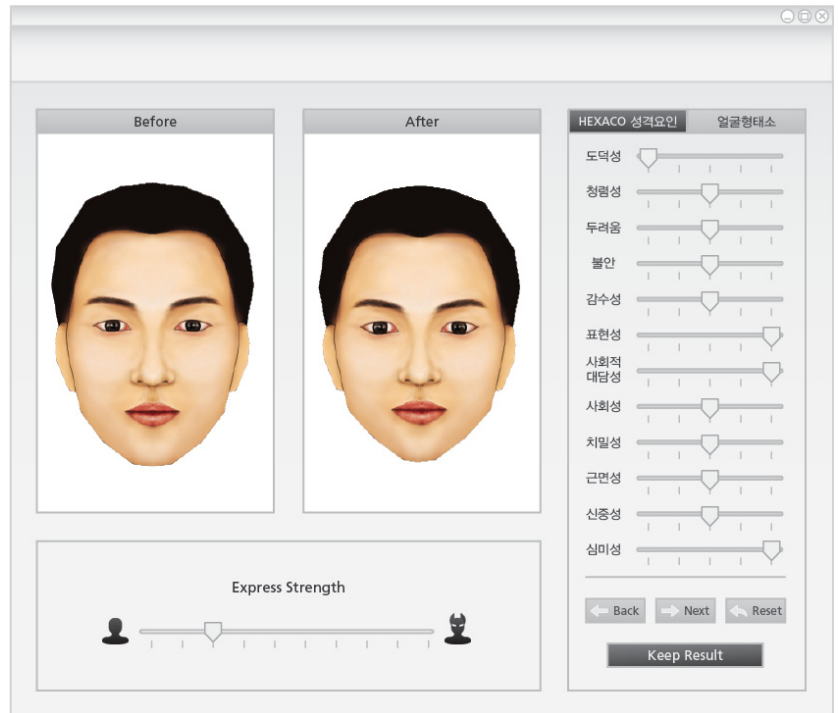 Before
After
HEXACO 성격요인
얼굴형태소
도덕성
청렴성
두려움
불안
감수성
표현성
사회적
대담성
사회성
치밀성
근면성
신중성
심미성
Express Strength
Back
Next
Reset
Keep Result